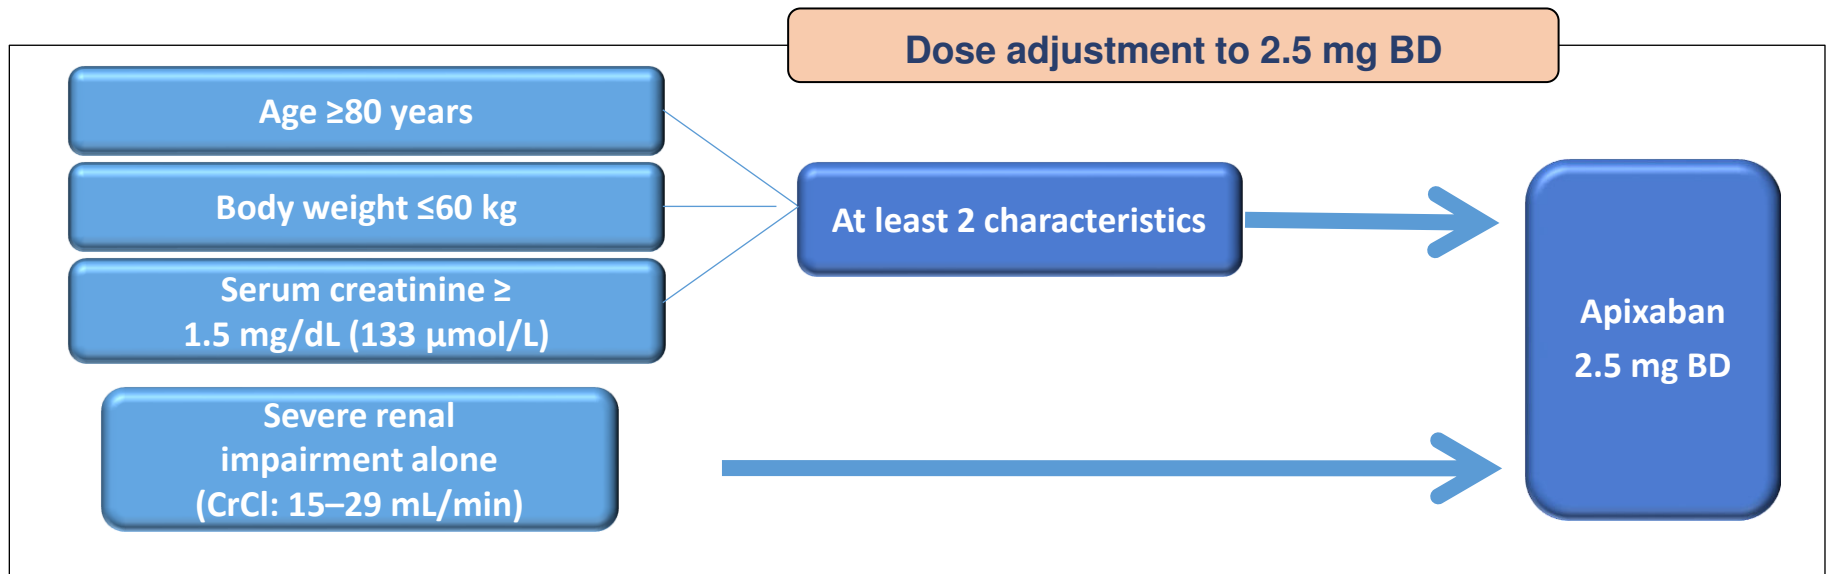 Dose adjustment to 2.5 mg BD
Age ≥80 years
Body weight ≤60 kg
Serum creatinine ≥
1.5 mg/dL (133 μmol/L)
At least 2 characteristics
Severe renal
impairment alone
(CrCl: 15–29 mL/min)
Apixaban
2.5 mg BD